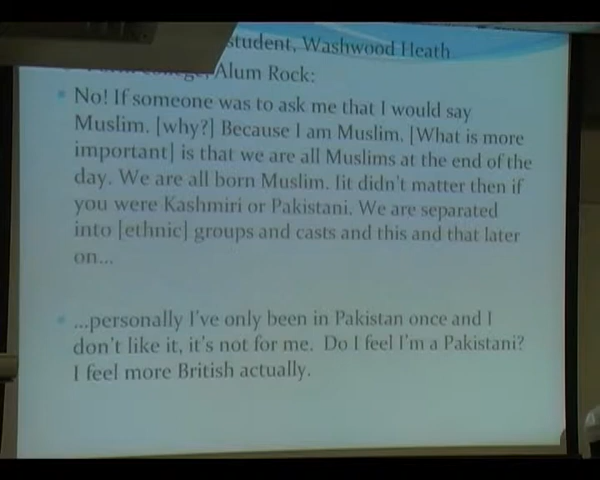 student, Washwood Heath
Alum Rock:
No! If someone was to ask me that I would say
Muslim. [why?] Because I am Muslim. [What is more
important] is that we are all Muslims at the end of the
day. We are all born Muslim. Iit didn't matter then if
you were Kashmiri or Pakistani. We are separated
into [ethnic] groups and casts and this and that later
on...
...personally I've only been in Pakistan once and I
don't like it, it's not for me. Do I feel I'm a Pakistani?
I feel more British actually.